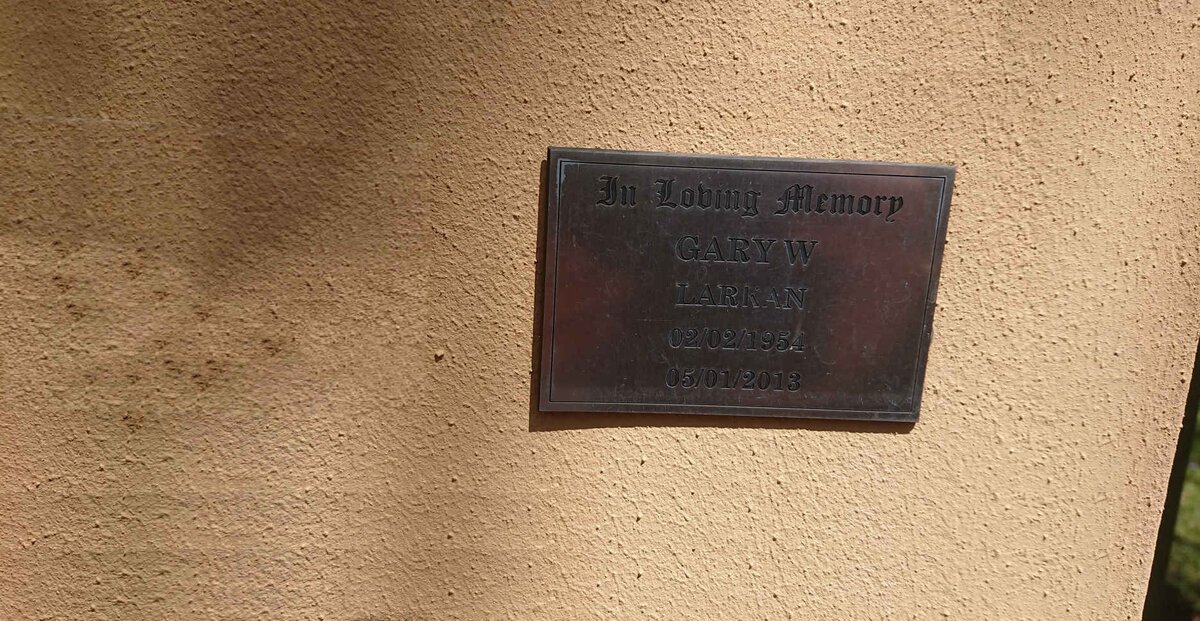 In Loving Memory
GARY W
LARKAN
02/02/1954
05/01/2013